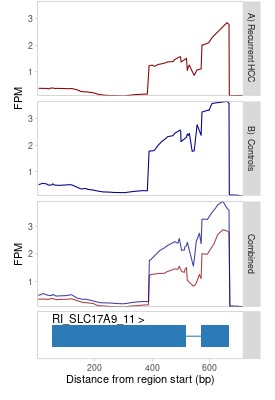 3
2
1
A) Recurrent HCC
3
2
1
B) Controls
3
2
1
Combined
FPM
FPM
RI_SLC17A9_11 >
200
400
600
Distance from region start (bp)